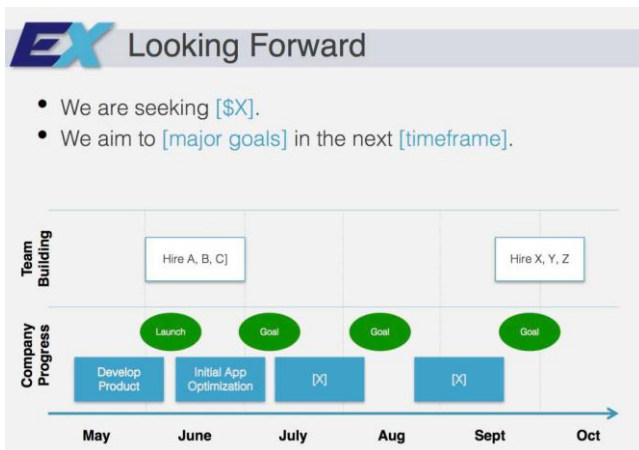 EX Looking Forward
• We are seeking [$X].
• We aim to [major goals] in the next [timeframe].
Team
Building
Hire A, B, C]
Hire X, Y, Z
Company
Progress
Launch
Goal
Goal
Goal
Develop
Product
Initial App
Optimization
[X]
[X]
May
June
July
Aug
Sept
Oct